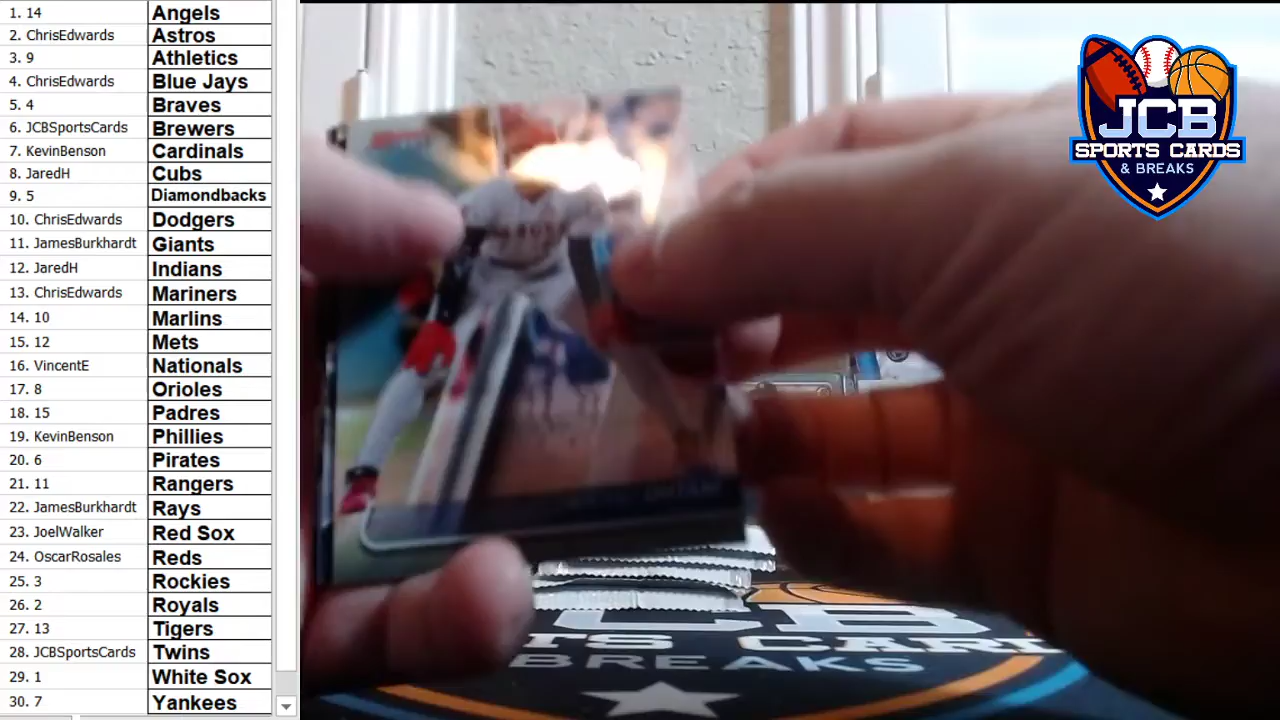 1. 14 Angels
2. ChrisEdwards Astros
3. 9 Athletics
4. ChrisEdwards Blue Jays
5. 4 Braves
6. JCBSportsCards Brewers
7. KevinBenson Cardinals
8. JaredH Cubs
9. 5 Diamondbacks
10. ChrisEdwards Dodgers
11. JamesBurkhardt Giants
12. JaredH Indians
13. ChrisEdwards Mariners
14. 10 Marlins
15. 12 Mets
16. VincentE Nationals
17. 8 Orioles
18. 15 Padres
19. KevinBenson Phillies
20. 6 Pirates
21. 11 Rangers
22. JamesBurkhardt Rays
23. JoelWalker Red Sox
24. OscarRosales Reds
25. 3 Rockies
26. 2 Royals
27. 13 Tigers
28. JCBSportsCards Twins
29. 1 White Sox
30. 7 Yankees
JCB
SPORTS CARDS
& BREAKS
CB
TS CARD
BREAKS